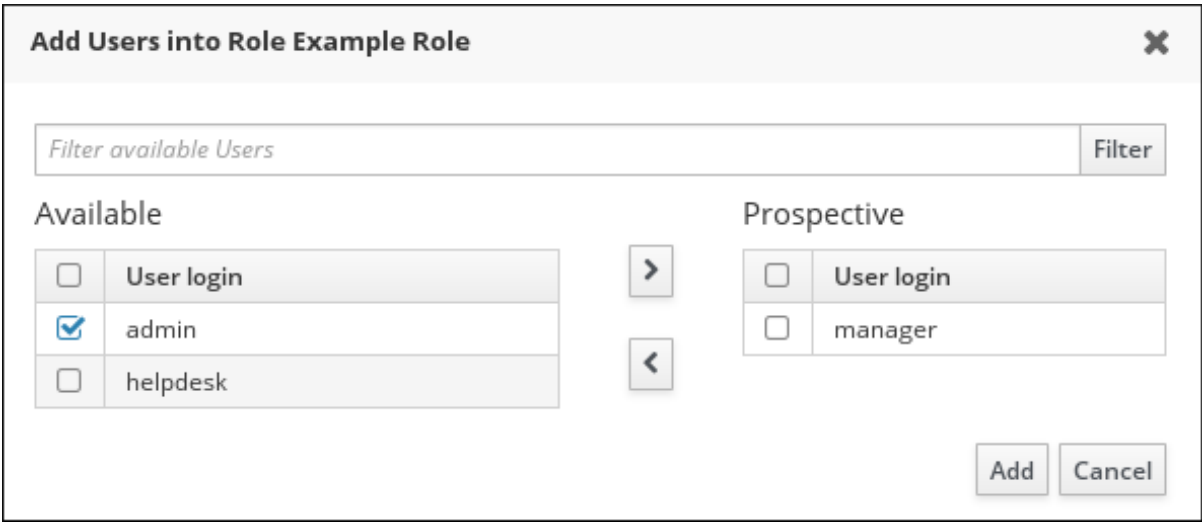 Add Users into Role Example Role
Filter available Users
Filter
Available
Prospective
User login
admin
helpdesk
User login
manager
Add
Cancel